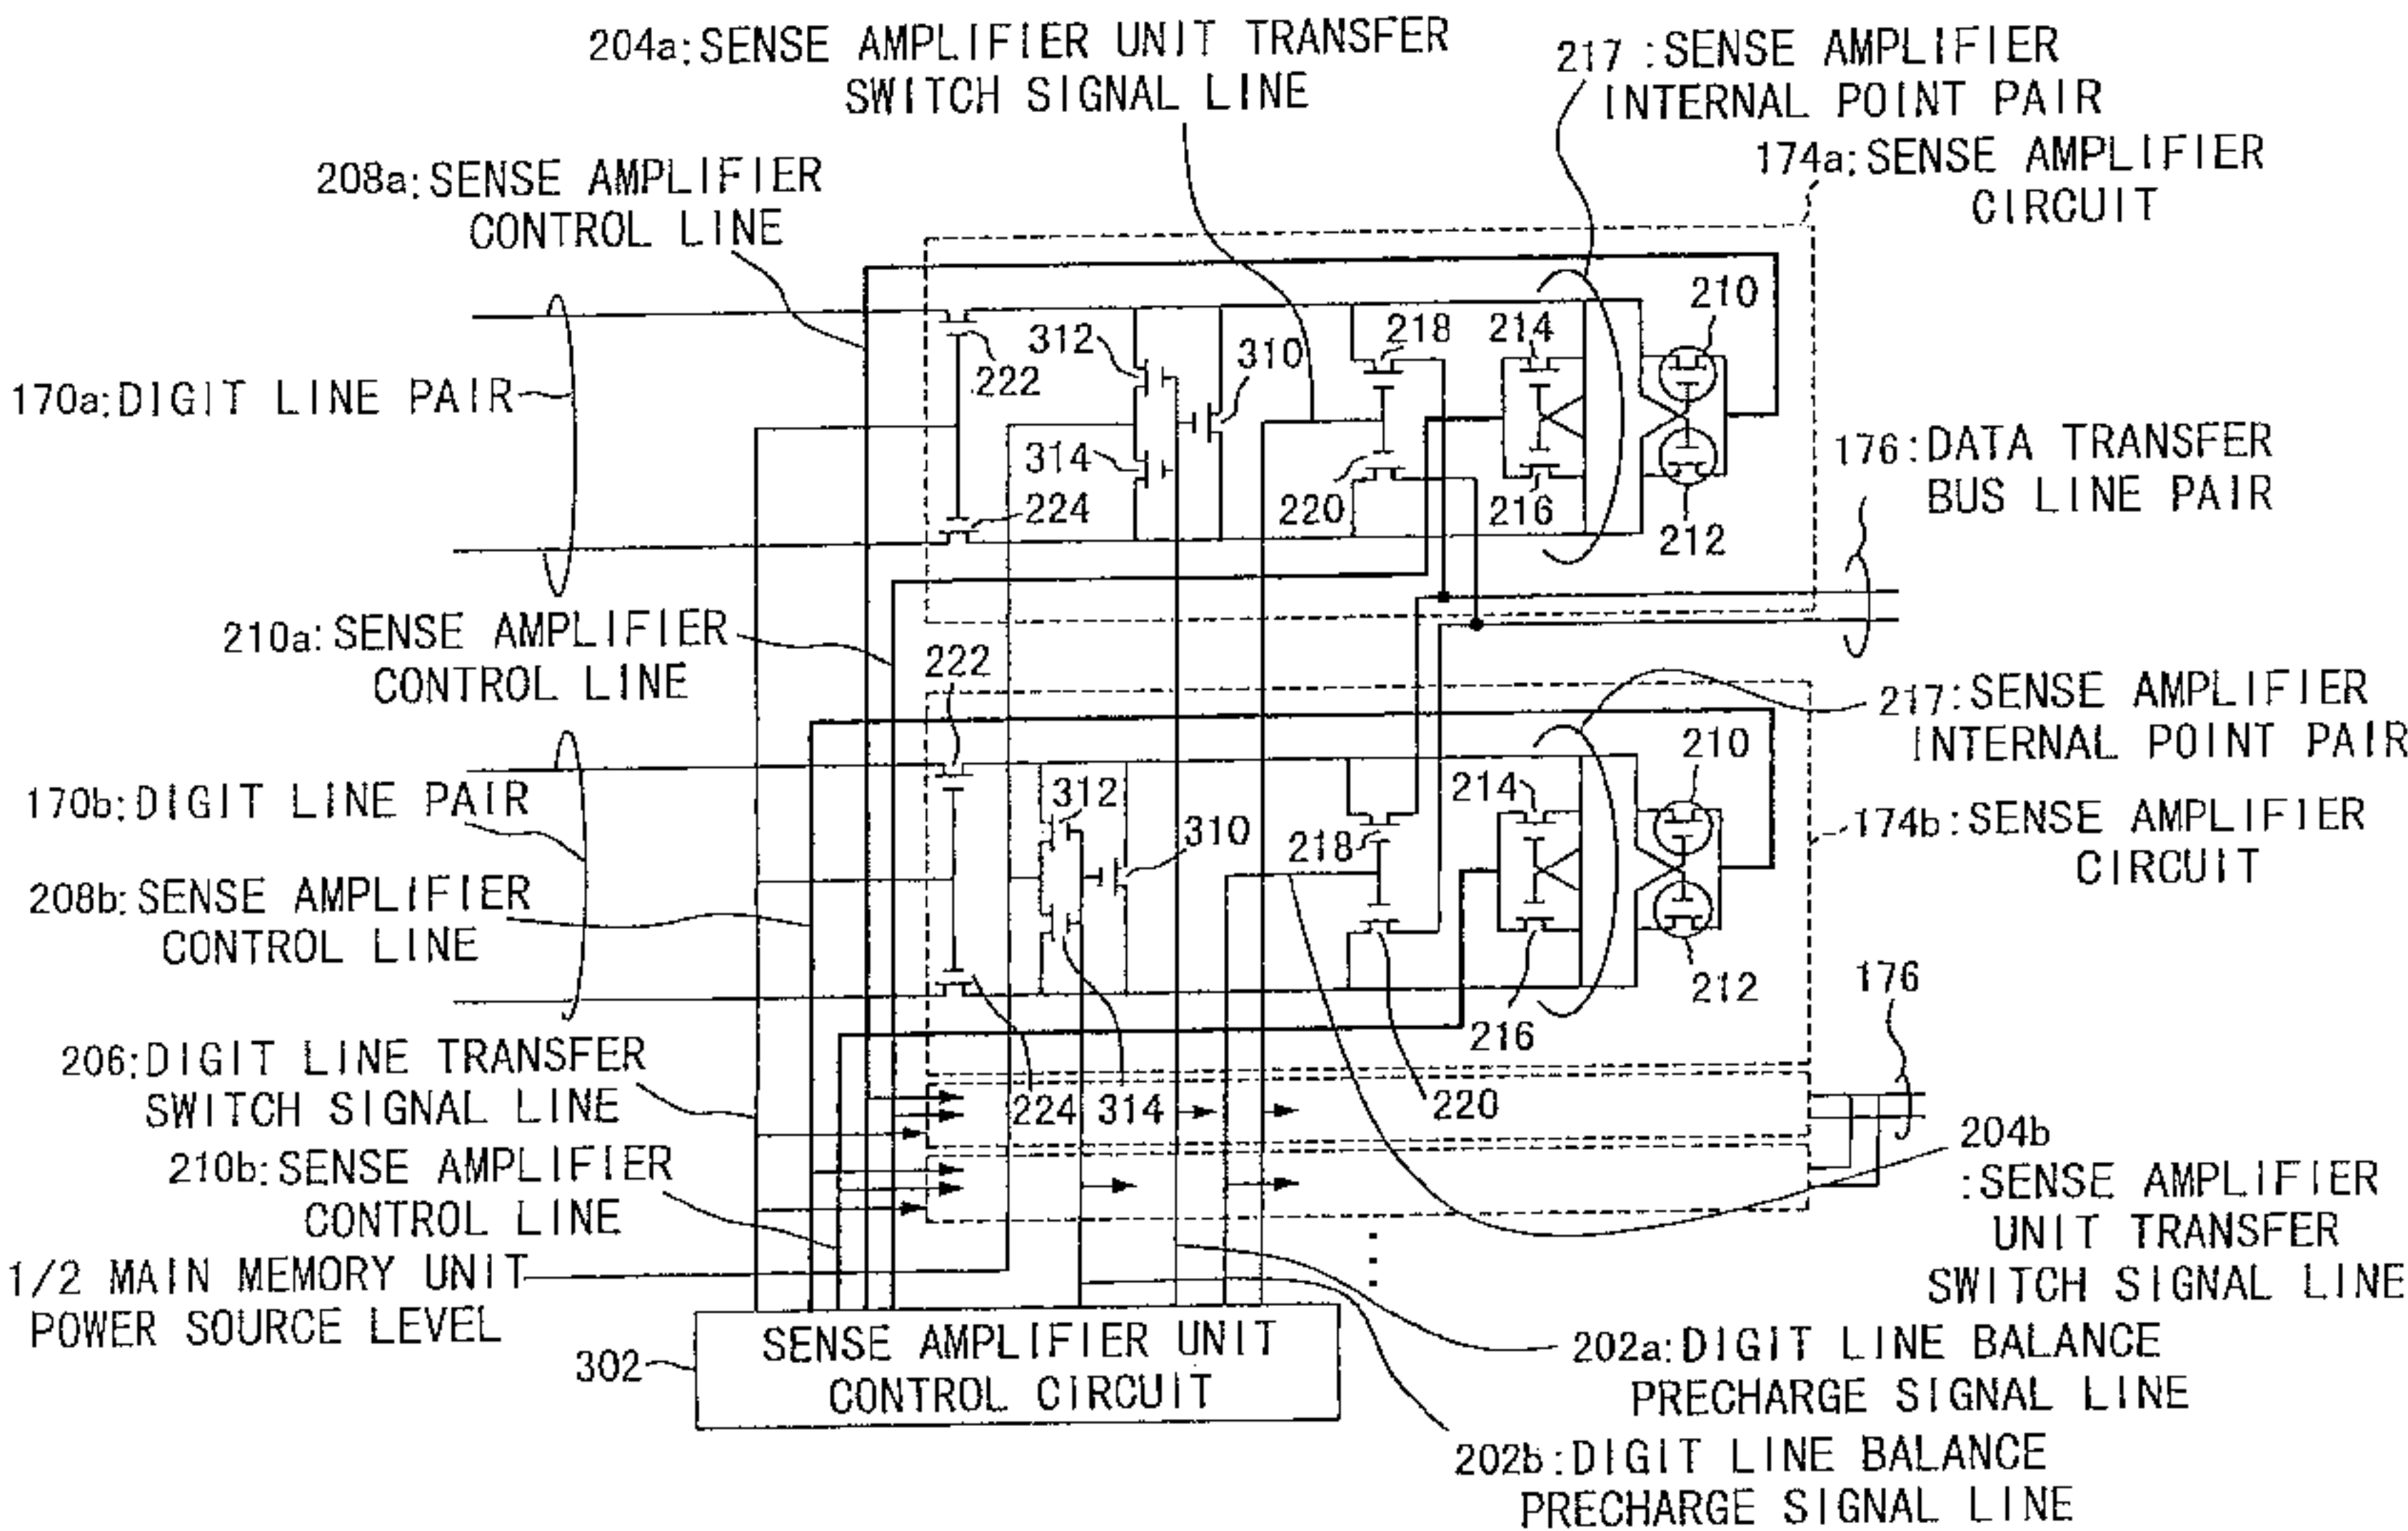 204a:SENSE AMPLIFIER UNIT TRANSFER
SWITCH SIGNAL LINE
217 :SENSE AMPLIFIER
INTERNAL POINT PAIR
174a:SENSE AMPLIFIER
CIRCUIT
208a:SENSE AMPLIFIER
CONTROL LINE
210
312
222
310
218
214
170a:DIGIT LINE PAIR
314
224
220
216
212
176:DATA TRANSFER
BUS LINE PAIR
210a:SENSE AMPLIFIER
CONTROL LINE
222
217:SENSE AMPLIFIER
INTERNAL POINT PAIR
210
170b:DIGIT LINE PAIR
312
310
218
214
174b:SENSE AMPLIFIER
CIRCUIT
208b:SENSE AMPLIFIER
CONTROL LINE
212
176
216
206:DIGIT LINE TRANSFER
SWITCH SIGNAL LINE
224
314
220
204b
:SENSE AMPLIFIER
UNIT TRANSFER
SWITCH SIGNAL LINE
210b:SENSE AMPLIFIER
CONTROL LINE
1/2 MAIN MEMORY UNIT
POWER SOURCE LEVEL
302
SENSE AMPLIFIER UNIT
CONTROL CIRCUIT
202a:DIGIT LINE BALANCE
PRECHARGE SIGNAL LINE
202b:DIGIT LINE BALANCE
PRECHARGE SIGNAL LINE